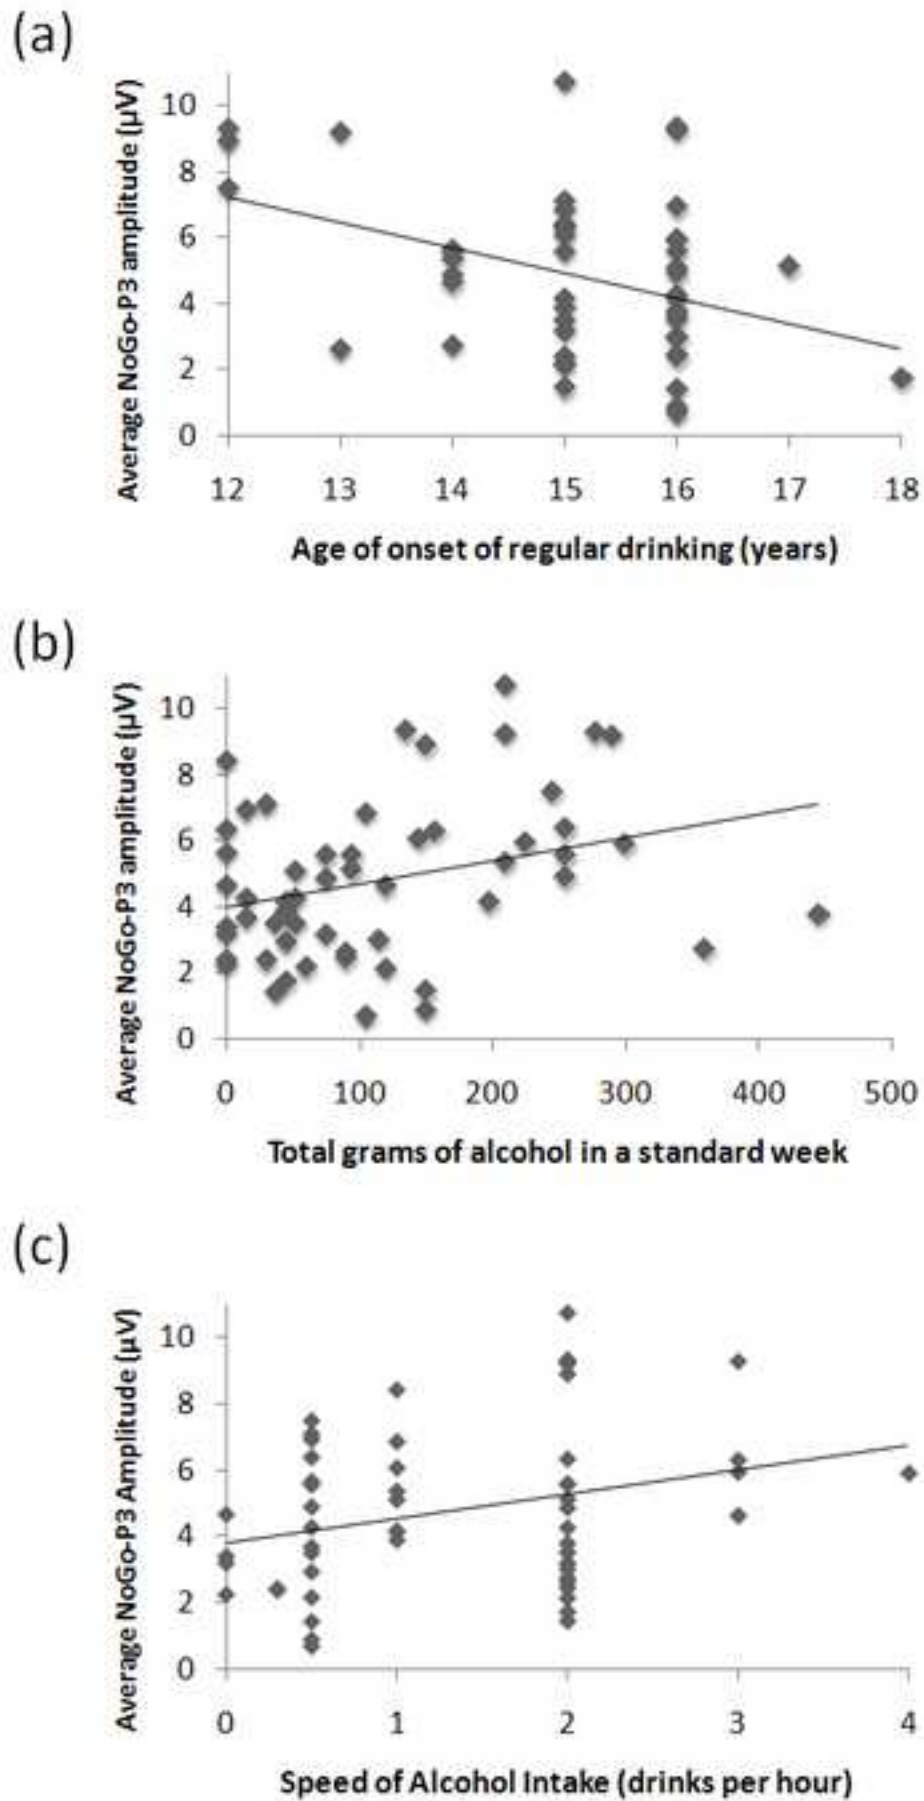 (a)
Average NoGo-P3 amplitude (µV)
10
8
6
4
2
0
12 13 14 15 16 17 18
Age of onset of regular drinking (years)
(b)
Average NoGo-P3 amplitude (µV)
10
8
6
4
2
0
0 100 200 300 400 500
Total grams of alcohol in a standard week
(c)
Average NoGo-P3 Amplitude (µV)
10
8
6
4
2
0
0 1 2 3 4
Speed of Alcohol Intake (drinks per hour)